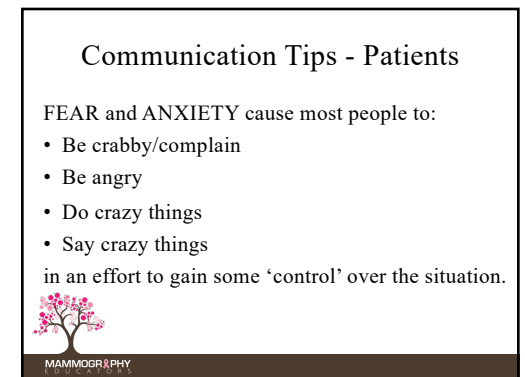 Communication Tips - Patients
FEAR and ANXIETY cause most people to:
• Be crabby/complain
• Be angry
• Do crazy things
• Say crazy things
in an effort to gain some ‘control’ over the situation.
MAMMOGRAPHY
EDUCATORS